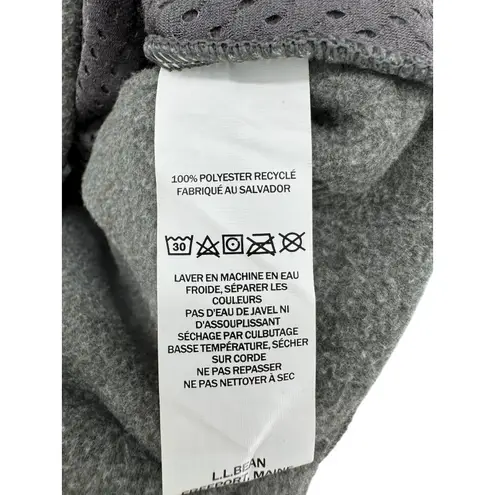 100% POLYESTER RECYCLÉ
FABRIQUÉ AU SALVADOR
30
LAVER EN MACHINE EN EAU
FROIDE, SÉPARER LES
COULEURS
PAS D'EAU DE JAVEL NI
D'ASSOUPLISSANT
SÉCHAGE PAR CULBUTAGE
BASSE TEMPÉRATURE, SÉCHER
SUR CORDE
NE PAS REPASSER
NE PAS NETTOYER À SEC
L.L.BEAN
FREEPORT, MAINE